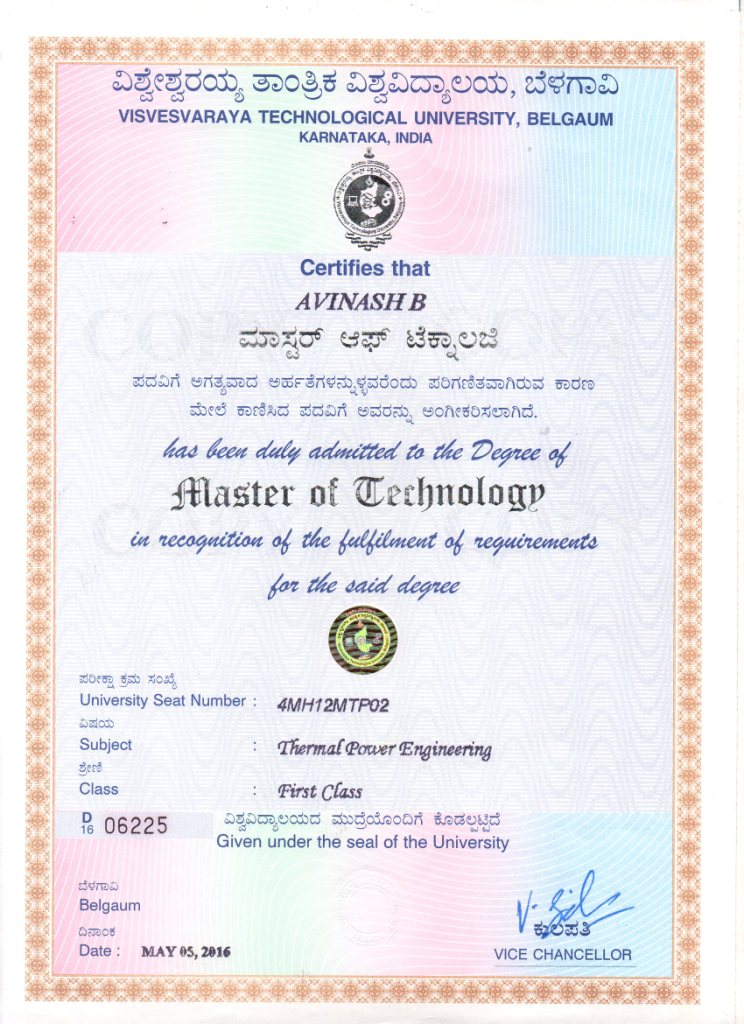 ವಿಶ್ವೇಶ್ವರಯ್ಯ ತಾಂತ್ರಿಕ ವಿಶ್ವವಿದ್ಯಾಲಯ, ಬೆಳಗಾವಿ
VISVESVARAYA TECHNOLOGICAL UNIVERSITY, BELGAUM
KARNATAKA, INDIA
Certifies that
AVINASH B
ಮಾಸ್ಟರ್ ಆಫ್ ಟೆಕ್ನಾಲಜಿ
ಪದವಿಗೆ ಅಗತ್ಯವಾದ ಅರ್ಹತೆಗಳನ್ನುಳ್ಳವರೆಂದು ಪರಿಗಣಿತವಾಗಿರುವ ಕಾರಣ
ಮೇಲೆ ಕಾಣಿಸಿದ ಪದವಿಗೆ ಅವರನ್ನು ಅಂಗೀಕರಿಸಲಾಗಿದೆ.
has been duly admitted to the Degree of
Master of Technology
in recognition of the fulfilment of requirements
for the said degree
ಪರೀಕ್ಷಾ ಕ್ರಮ ಸಂಖ್ಯೆ
University Seat Number : 4MH12MTP02
ವಿಷಯ
Subject : Thermal Power Engineering
ಶ್ರೇಣಿ
Class : First Class
D 16 06225
ವಿಶ್ವವಿದ್ಯಾಲಯದ ಮುದ್ರೆಯೊಂದಿಗೆ ಕೊಡಲ್ಪಟ್ಟಿದೆ
Given under the seal of the University
ಬೆಳಗಾವಿ
Belgaum
ದಿನಾಂಕ
Date : MAY 05, 2016
ಕುಲಪತಿ
VICE CHANCELLOR